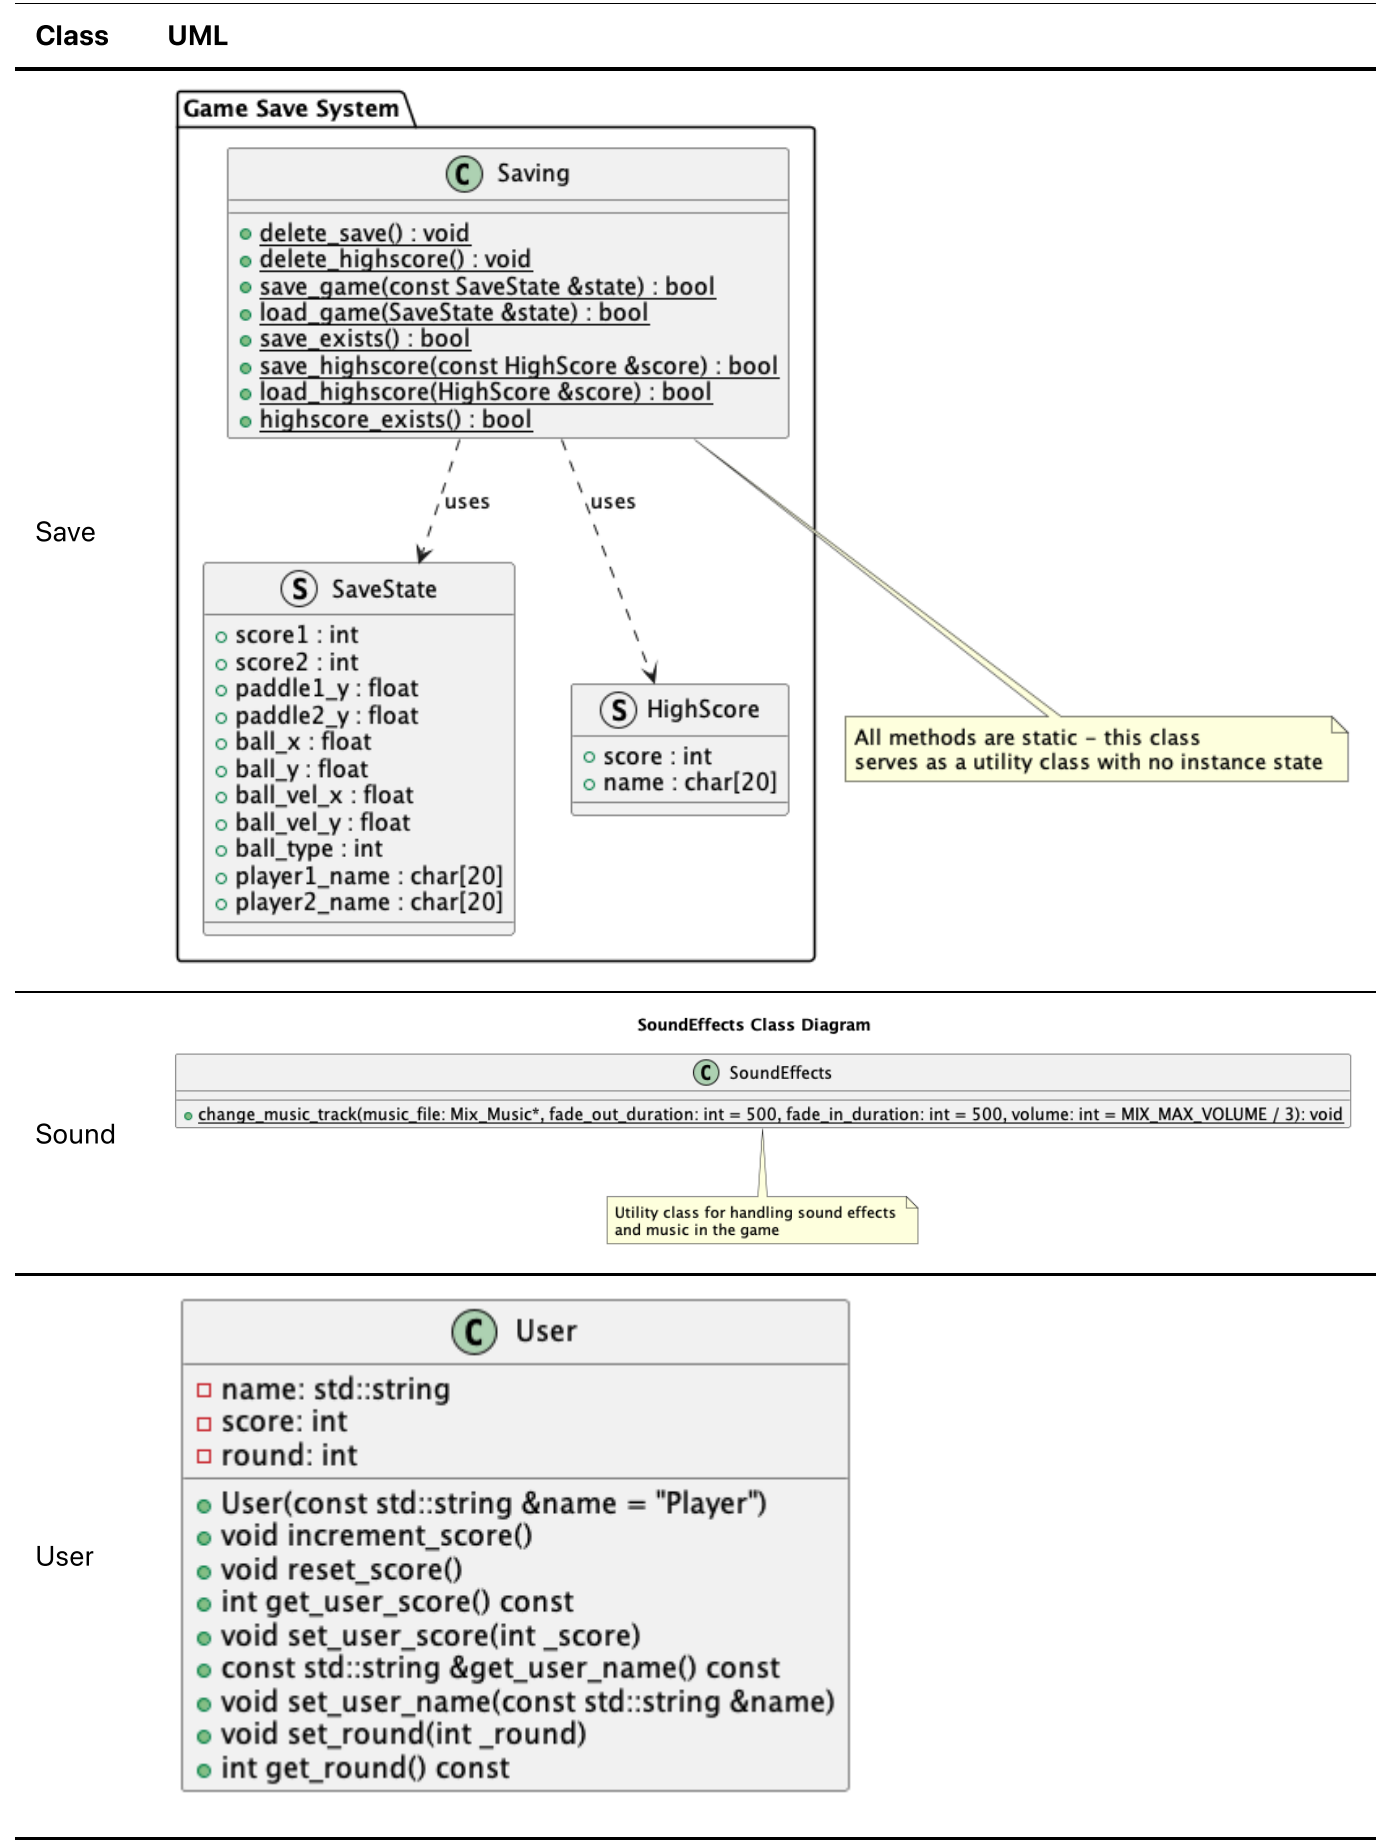 Class UML
Game Save System
C Saving
delete_save() : void
delete_highscore() : void
save_game(const SaveState &state) : bool
load_game(SaveState &state) : bool
save_exists() : bool
save_highscore(const HighScore &score) : bool
load_highscore(HighScore &score) : bool
highscore_exists() : bool
uses uses
Save
S SaveState
score1 : int
score2 : int
paddle1_y : float
paddle2_y : float
ball_x : float
ball_y : float
ball_vel_x : float
ball_vel_y : float
ball_type : int
player1_name : char[20]
player2_name : char[20]
S HighScore
score : int
name : char[20]
All methods are static – this class
serves as a utility class with no instance state
SoundEffects Class Diagram
C SoundEffects
change_music_track(music_file: Mix_Music*, fade_out_duration: int = 500, fade_in_duration: int = 500, volume: int = MIX_MAX_VOLUME / 3): void
Sound
Utility class for handling sound effects
and music in the game
C User
name: std::string
score: int
round: int
User(const std::string &name = "Player")
void increment_score()
User
void reset_score()
int get_user_score() const
void set_user_score(int _score)
const std::string &get_user_name() const
void set_user_name(const std::string &name)
void set_round(int _round)
int get_round() const